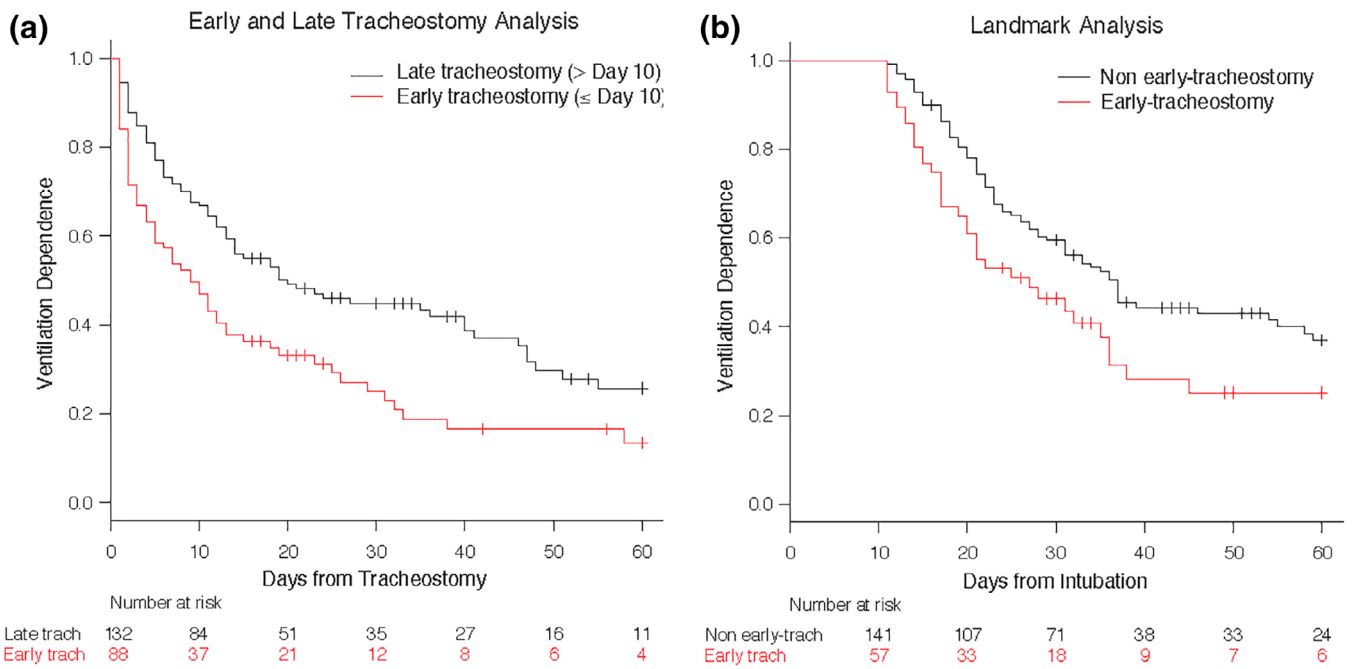 (a)
Early and Late Tracheostomy Analysis
Late tracheostomy (> Day 10)
Early tracheostomy (≤ Day 10)
1.0
0.8
0.6
0.4
0.2
0.0
Ventilation Dependence
0 10 20 30 40 50 60
Days from Tracheostomy
Number at risk
Late trach 132 84 51 35 27 16 11
Early trach 88 37 21 12 8 6 4
(b)
Landmark Analysis
Non early-tracheostomy
Early-tracheostomy
1.0
0.8
0.6
0.4
0.2
0.0
Ventilation Dependence
0 10 20 30 40 50 60
Days from Intubation
Number at risk
Non early-trach 141 107 71 38 33 24
Early trach 57 33 18 9 7 6